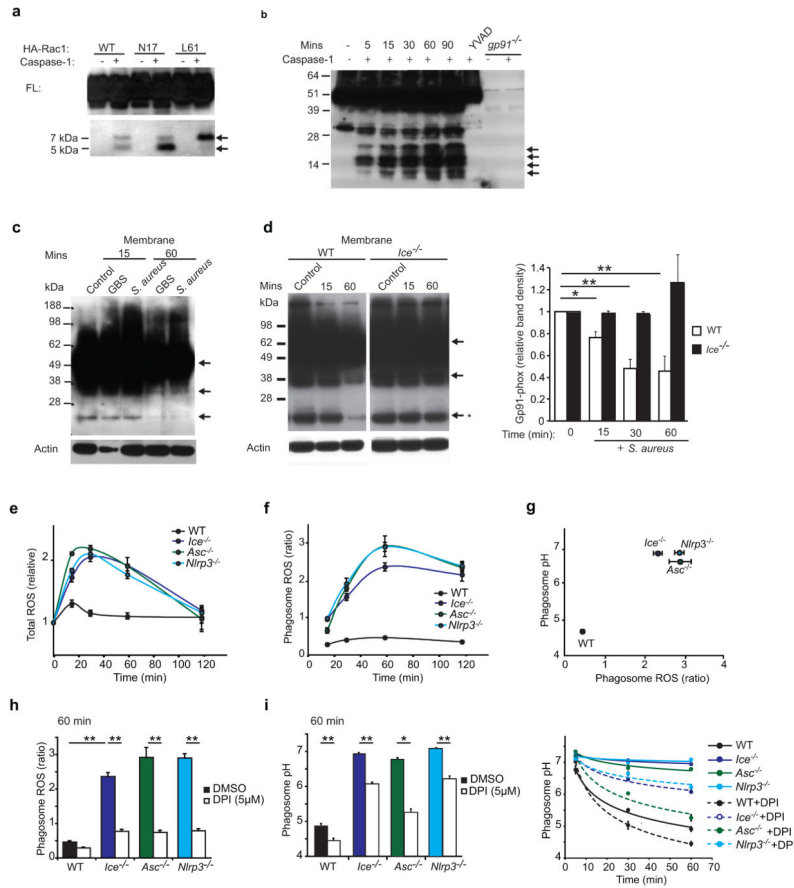 a
HA-Rac1: WT N17 L61
Caspase-1: - + - + - +
FL:
7 kDa
5 kDa
b
Mins - 5 15 30 60 90 YVAD gp91-/-
Caspase-1 - + + + + + + - +
64
51
39
28
14
c
Membrane
Mins 15 60
Control GBS S. aureus GBS S. aureus
kDa
188
98
62
49
38
28
Actin
d
Membrane
WT Ice-/-
Mins Control 15 60 Control 15 60
kDa
98
62
49
38
28
*
Actin
Gp91-phox (relative band density)
1.4
1.2
1
0.8
0.6
0.4
0.2
0
**
**
*
WT
Ice-/-
Time (min): 0 15 30 60
+ S. aureus
e
Total ROS (relative)
2
1
WT
Ice-/-
Asc-/-
Nlrp3-/-
0 20 40 60 80 100 120
Time (min)
f
Phagosome ROS (ratio)
3
2
1
0
WT
Ice-/-
Asc-/-
Nlrp3-/-
0 20 40 60 80 100 120
Time (min)
g
Phagosome pH
7
6
5
4
Ice-/- Nlrp3-/-
Asc-/-
WT
0 1 2 3 4
Phagosome ROS (ratio)
h
60 min
Phagosome ROS (ratio)
3
2
1
0
** ** ** **
DMSO
DPI (5µM)
WT Ice-/- Asc-/- Nlrp3-/-
i
60 min
Phagosome pH
7
6
5
4
** ** * **
DMSO
DPI (5µM)
WT Ice-/- Asc-/- Nlrp3-/-
7
6
5
4
WT
Ice-/-
Asc-/-
Nlrp3-/-
WT+DPI
Ice-/-+DPI
Asc-/-+DPI
Nlrp3-/-+DPI
0 10 20 30 40 50 60 70
Time (min)